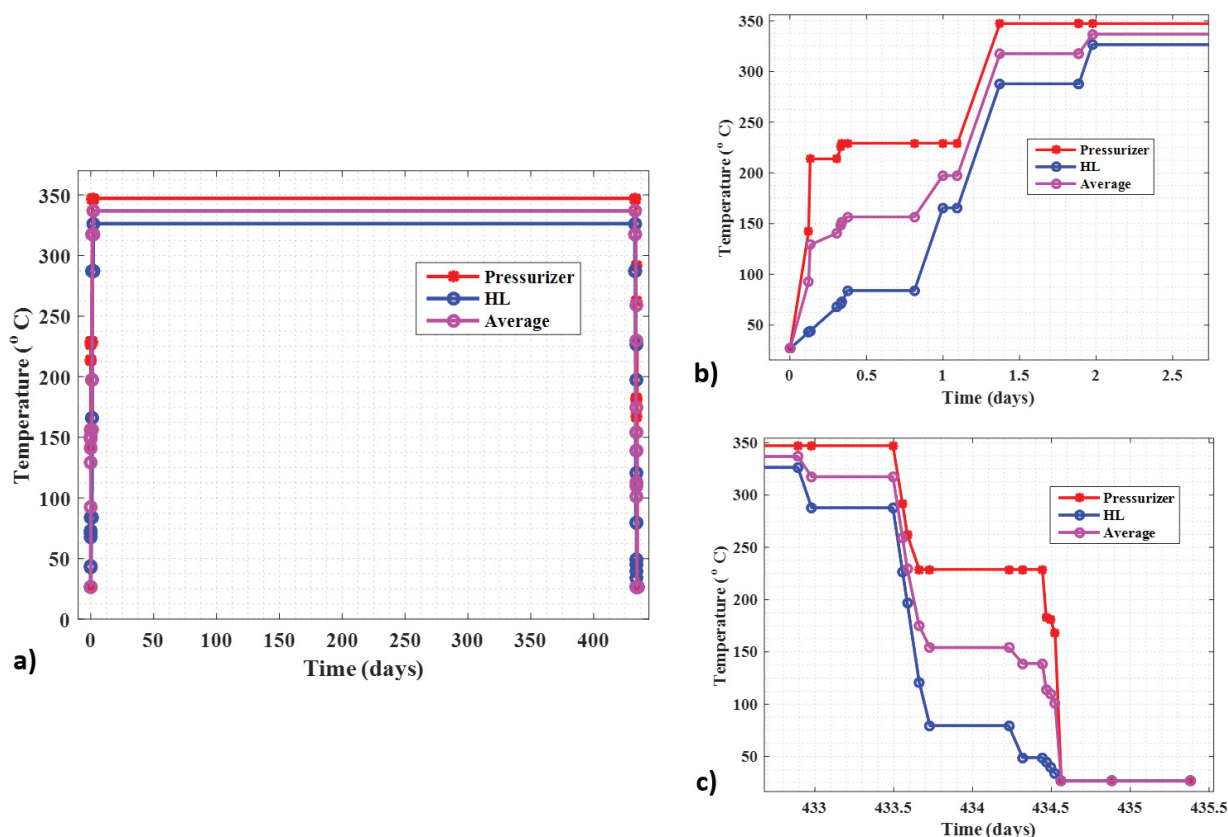 350
300
250
200
150
100
50
0
Temperature (° C)
Pressurizer
HL
Average
0 50 100 150 200 250 300 350 400
Time (days)
a)
350
300
250
200
150
100
50
Temperature (° C)
Pressurizer
HL
Average
0 0.5 1 1.5 2 2.5
Time (days)
b)
350
300
250
200
150
100
50
Temperature (° C)
Pressurizer
HL
Average
433 433.5 434 434.5 435 435.5
Time (days)
c)